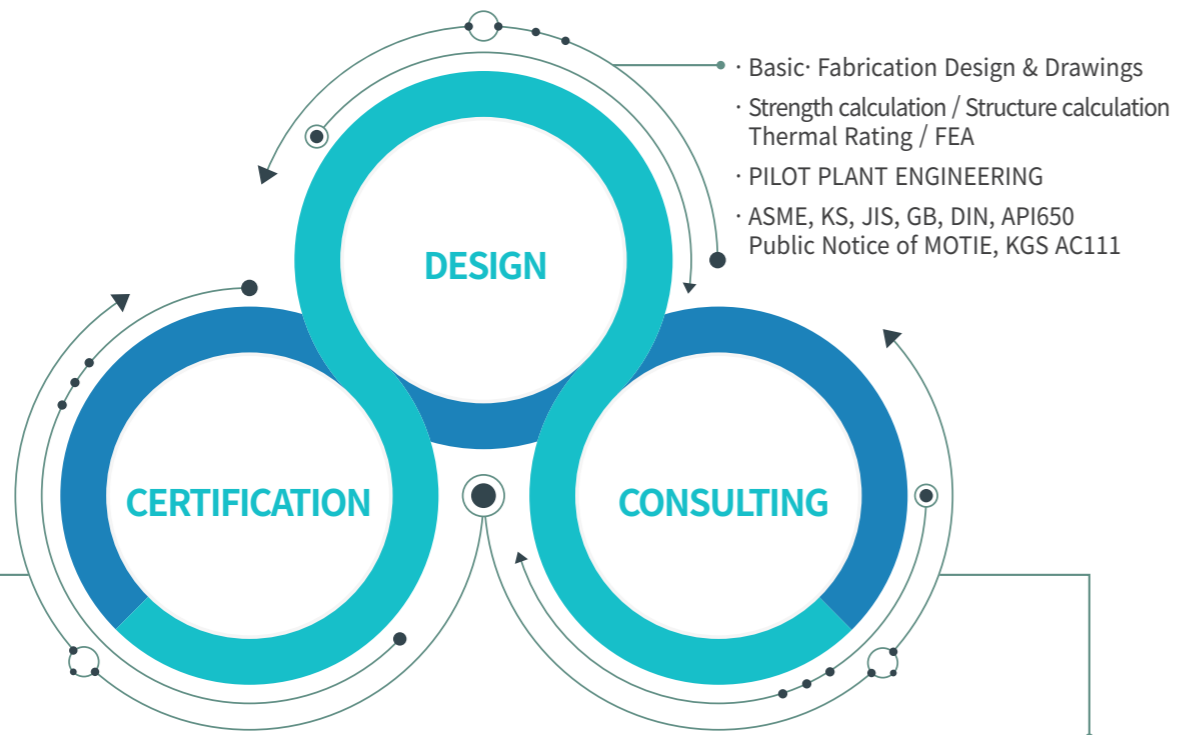 · Basic· Fabrication Design & Drawings
· Strength calculation / Structure calculation
Thermal Rating / FEA
· PILOT PLANT ENGINEERING
· ASME, KS, JIS, GB, DIN, API650
Public Notice of MOTIE, KGS AC111
DESIGN
CERTIFICATION
CONSULTING